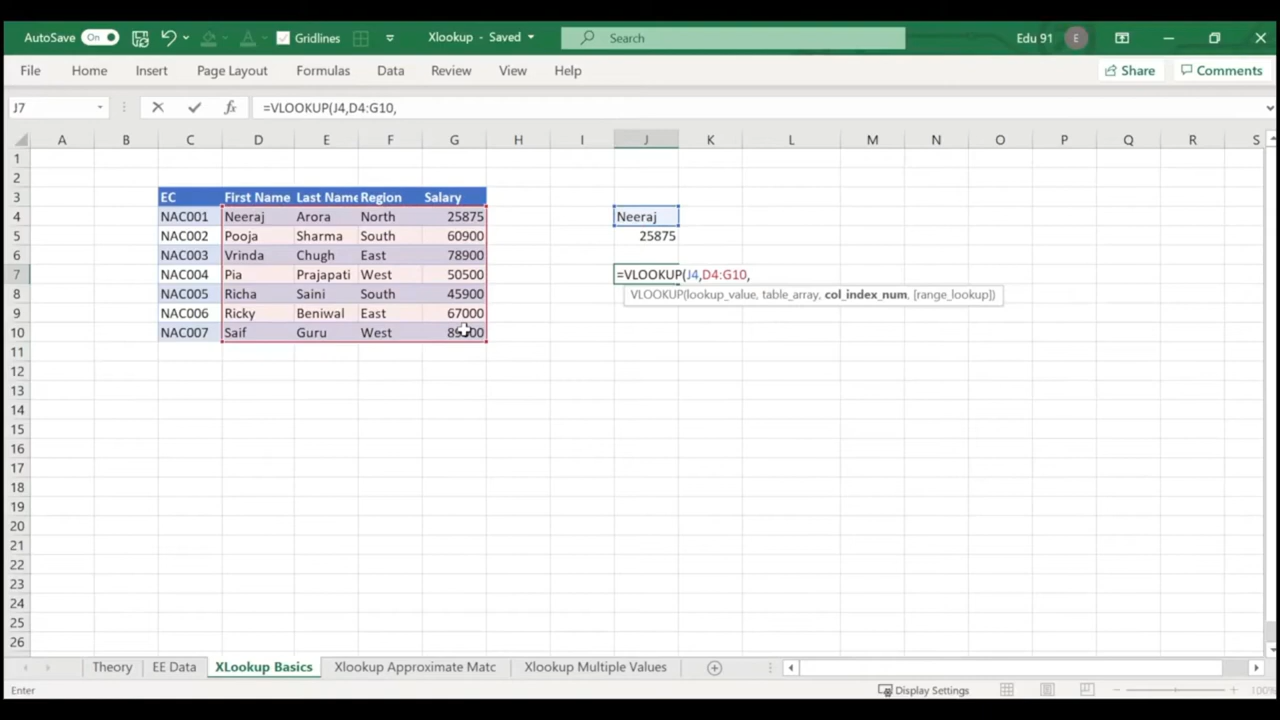 AutoSave On Gridlines Xlookup - Saved Search Edu 91 E
File Home Insert Page Layout Formulas Data Review View Help Share Comments
J7 fx =VLOOKUP(J4,D4:G10,
A B C D E F G H I J K L M N O P Q R S
1
2
3 EC First Name Last Name Region Salary
4 NAC001 Neeraj Arora North 25875 Neeraj
5 NAC002 Pooja Sharma South 60900 25875
6 NAC003 Vrinda Chugh East 78900
7 NAC004 Pia Prajapati West 50500 =VLOOKUP(J4,D4:G10,
8 NAC005 Richa Saini South 45900 VLOOKUP(lookup_value, table_array, col_index_num, [range_lookup])
9 NAC006 Ricky Beniwal East 67000
10 NAC007 Saif Guru West
11
12
13
14
15
16
17
18
19
20
21
22
23
24
25
26
Theory EE Data XLookup Basics Xlookup Approximate Matc Xlookup Multiple Values
Enter Display Settings 100%